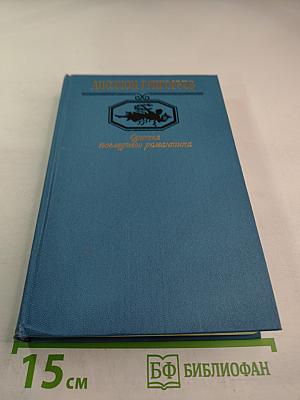 АПОЛЛОН ГРИГОРЬЕВ
Одиссея
последнего романтика
15 см
БФ БИБЛИОФАН